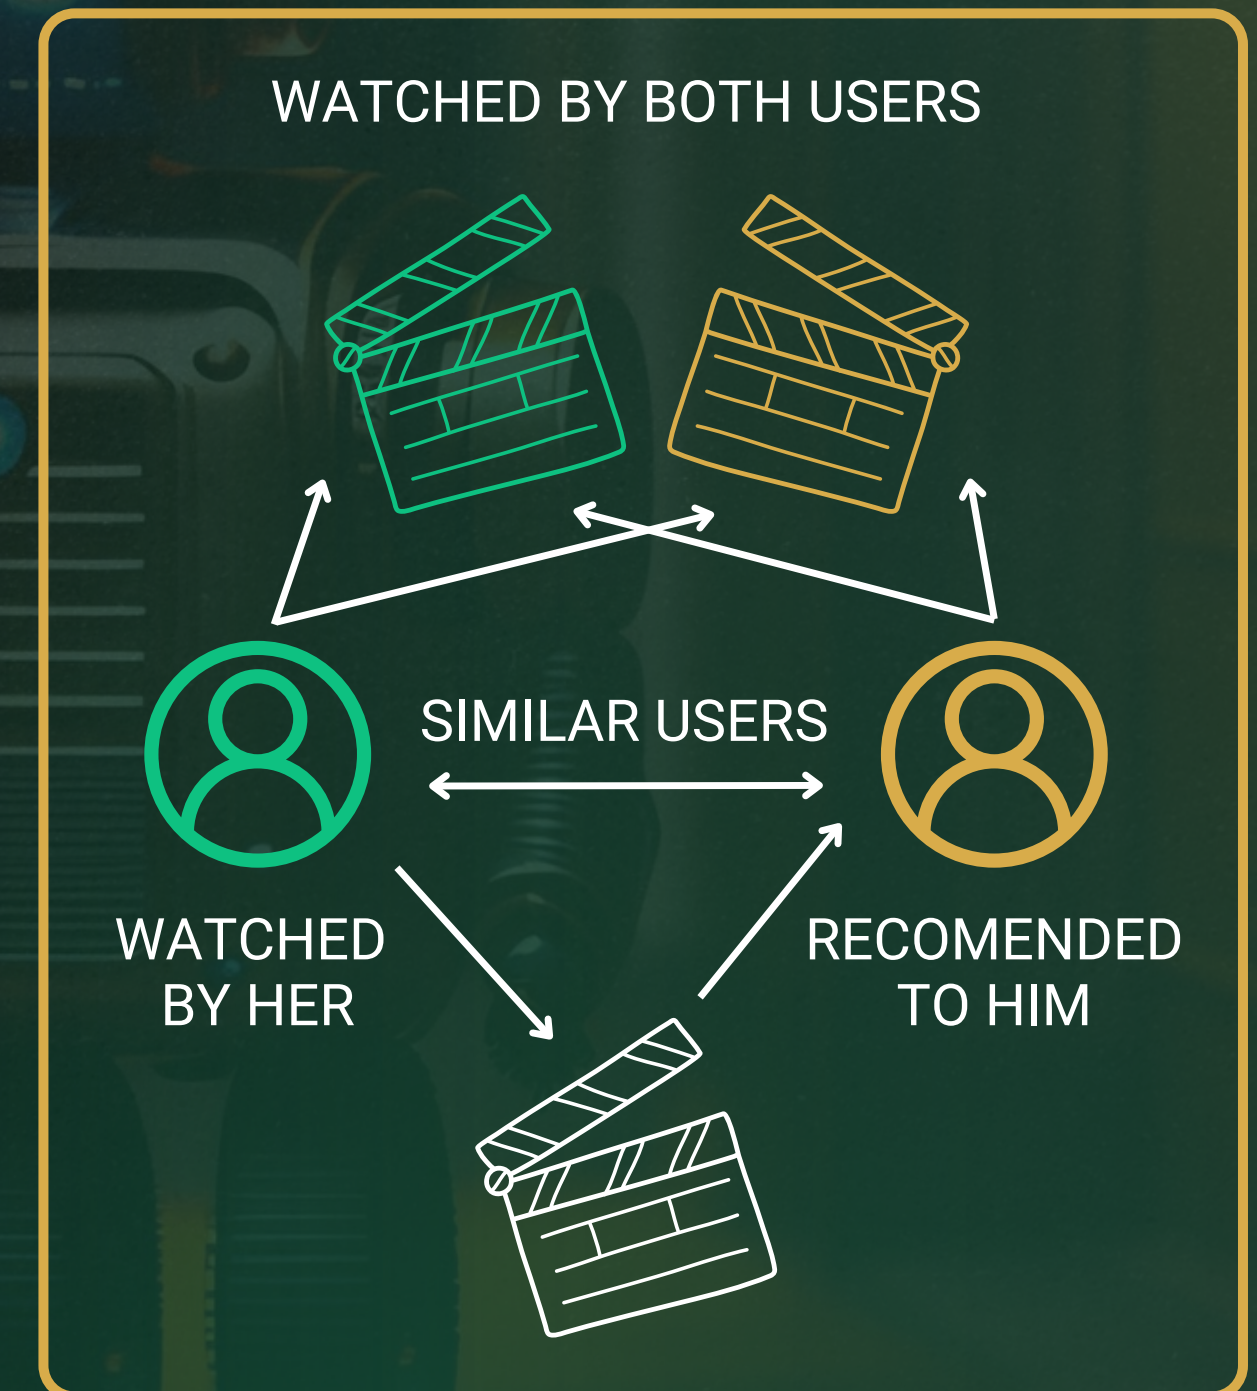 WATCHED BY BOTH USERS
SIMILAR USERS
WATCHED
BY HER
RECOMENDED
TO HIM